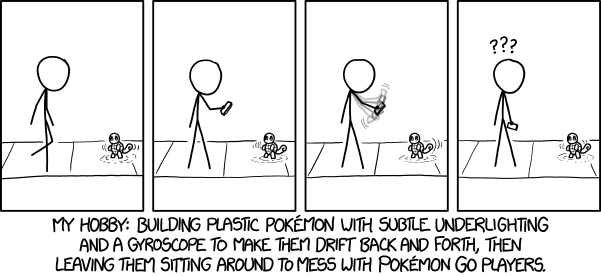 ???
MY HOBBY: BUILDING PLASTIC POKÉMON WITH SUBTLE UNDERLIGHTING
AND A GYROSCOPE TO MAKE THEM DRIFT BACK AND FORTH, THEN
LEAVING THEM SITTING AROUND TO MESS WITH POKÉMON GO PLAYERS.